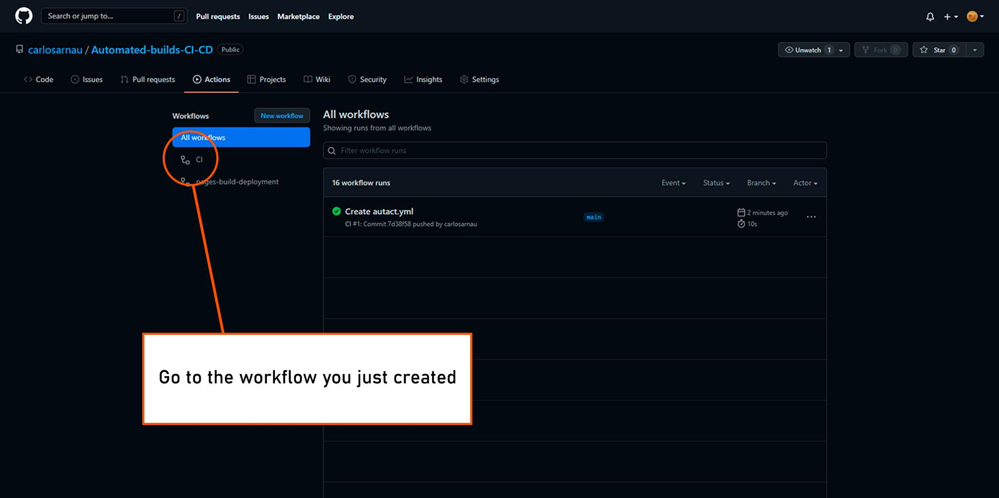 Search or jump to... /
Pull requests Issues Marketplace Explore
carlosarnau / Automated-builds-CI-CD Public
Unwatch 1 Fork 0 Star 0
Code Issues Pull requests Actions Projects Wiki Security Insights Settings
Workflows New workflow
All workflows
CI
pages-build-deployment
All workflows
Showing runs from all workflows
Filter workflow runs
16 workflow runs Event Status Branch Actor
Create autact.yml
CI #1: Commit 7d38f58 pushed by carlosarnau
main
2 minutes ago
10s
Go to the workflow you just created